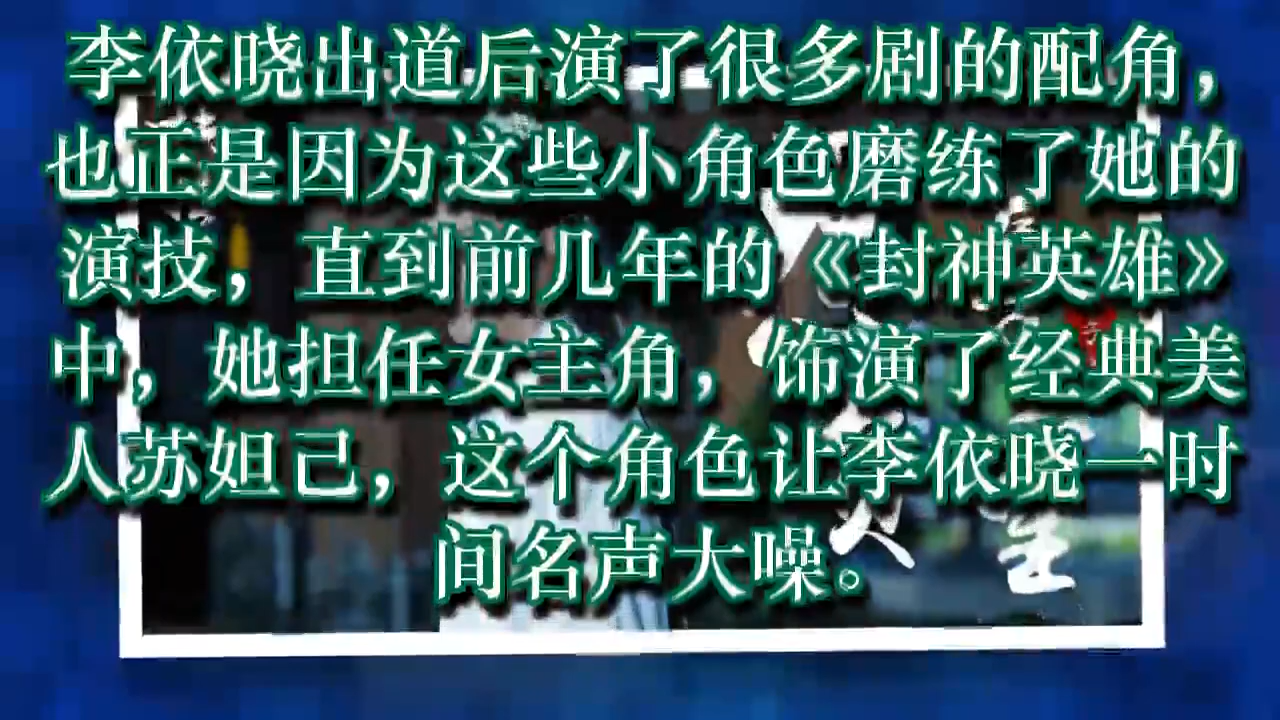 李依晓出道后演了很多剧的配角，
也正是因为这些小角色磨练了她的
演技，直到前几年的《封神英雄》
中，她担任女主角，饰演了经典美
人苏妲己，这个角色让李依晓一时
间名声大噪。